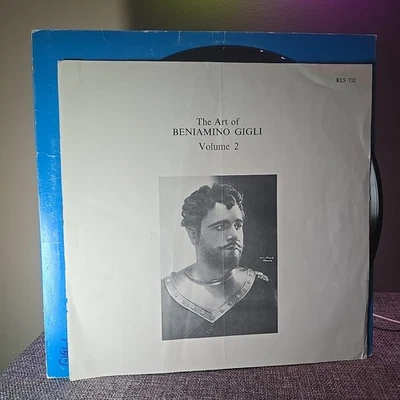 RLS 732
The Art of
BENIAMINO GIGLI
Volume 2